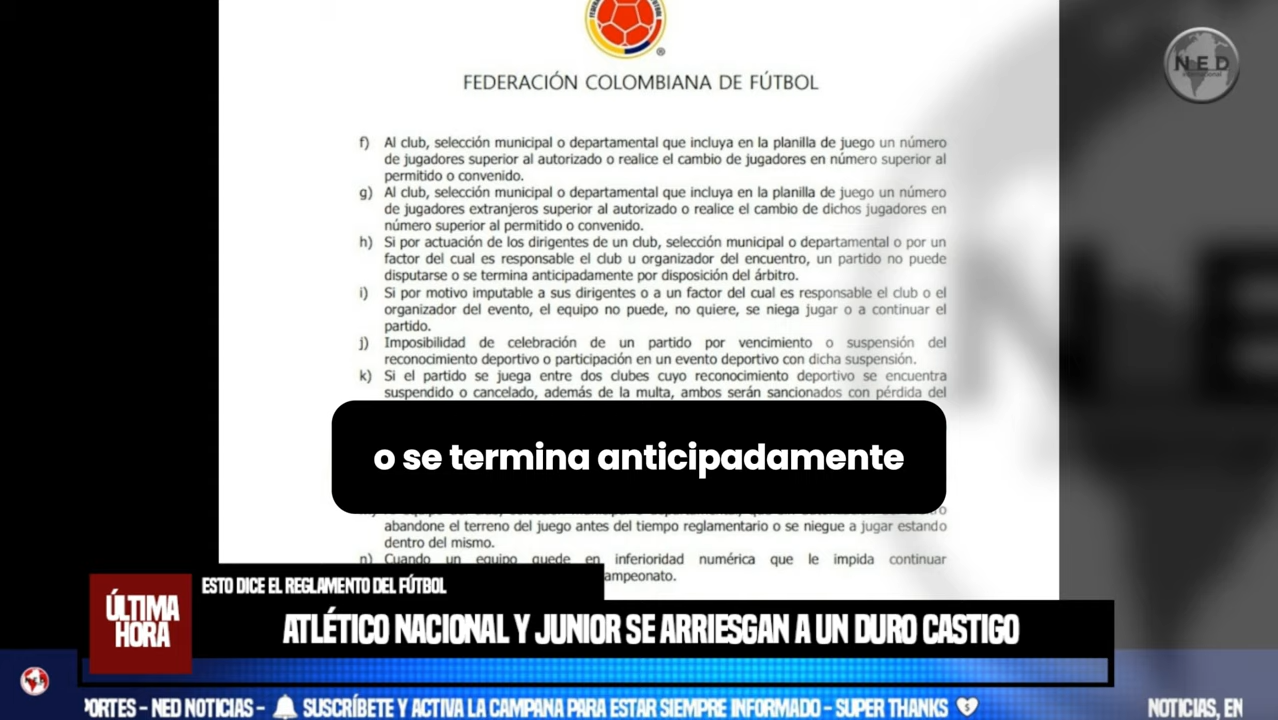 FEDERACIÓN COLOMBIANA DE FÚTBOL
NED
International
f) Al club, selección municipal o departamental que incluya en la planilla de juego un número
de jugadores superior al autorizado o realice el cambio de jugadores en número superior al
permitido o convenido.
g) Al club, selección municipal o departamental que incluya en la planilla de juego un número
de jugadores extranjeros superior al autorizado o realice el cambio de dichos jugadores en
número superior al permitido o convenido.
h) Si por actuación de los dirigentes de un club, selección municipal o departamental o por un
factor del cual es responsable el club u organizador del encuentro, un partido no puede
disputarse o se termina anticipadamente por disposición del árbitro.
i) Si por motivo imputable a sus dirigentes o a un factor del cual es responsable el club o el
organizador del evento, el equipo no puede, no quiere, se niega jugar o a continuar el
partido.
j) Imposibilidad de celebración de un partido por vencimiento o suspensión del
reconocimiento deportivo o participación en un evento deportivo con dicha suspensión.
k) Si el partido se juega entre dos clubes cuyo reconocimiento deportivo se encuentra
suspendido o cancelado, además de la multa, ambos serán sancionados con pérdida del
o se termina anticipadamente
abandone el terreno del juego antes del tiempo reglamentario o se niegue a jugar estando
dentro del mismo.
n) Cuando un equipo quede en inferioridad numérica que le impida continuar
ampeonato.
ÚLTIMA
HORA
ESTO DICE EL REGLAMENTO DEL FÚTBOL
ATLÉTICO NACIONAL Y JUNIOR SE ARRIESGAN A UN DURO CASTIGO
PORTES - NED NOTICIAS - SUSCRÍBETE Y ACTIVA LA CAMPANA PARA ESTAR SIEMPRE INFORMADO - SUPER THANKS NOTICIAS, EN